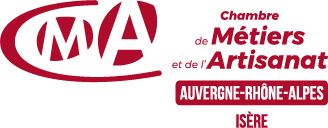 CMA
Chambre
de Métiers
et de l'Artisanat
AUVERGNE-RHÔNE-ALPES
ISÈRE